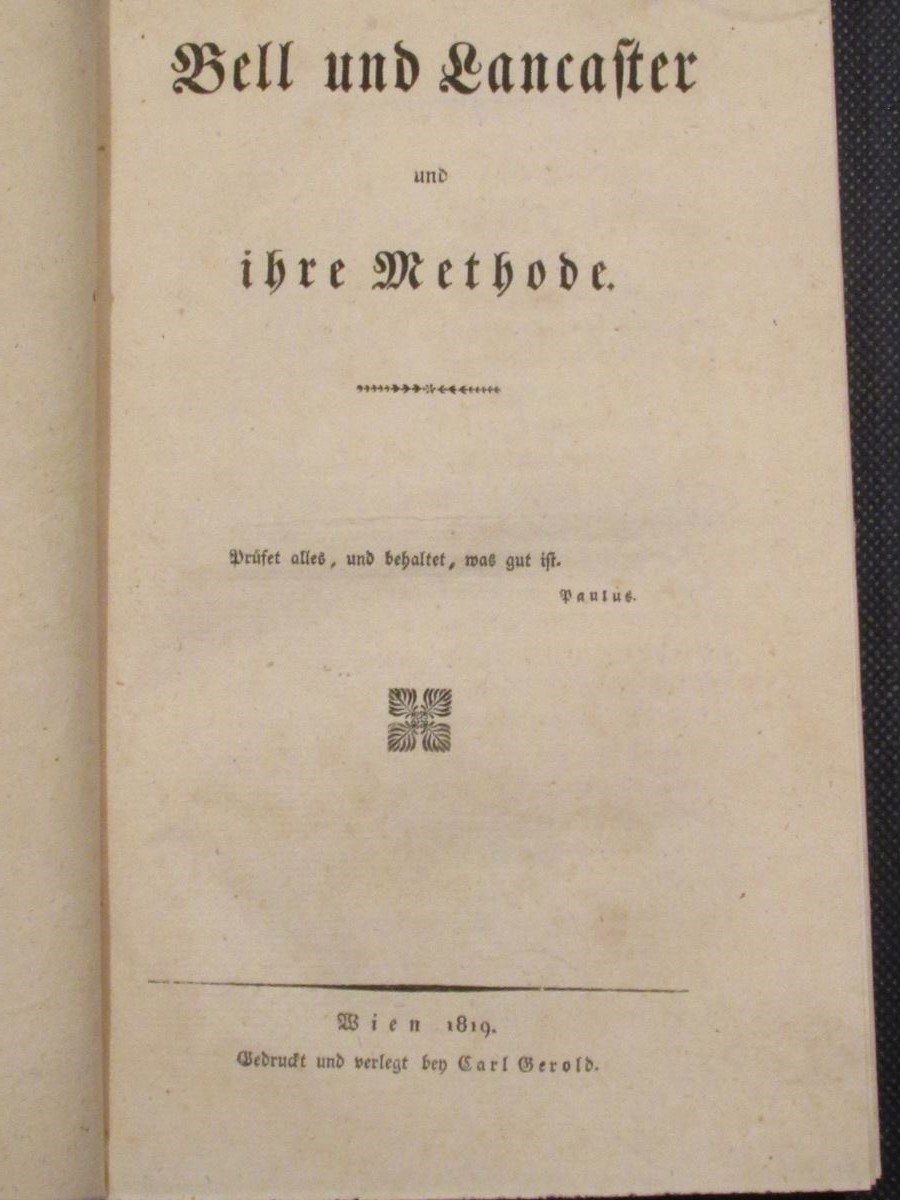 Bell und Lancaſter
und
ihre Methode.
Prüfet alles, und behaltet, was gut iſt.
Paulus.
Wien 1819.
Gedruckt und verlegt bey Carl Gerold.